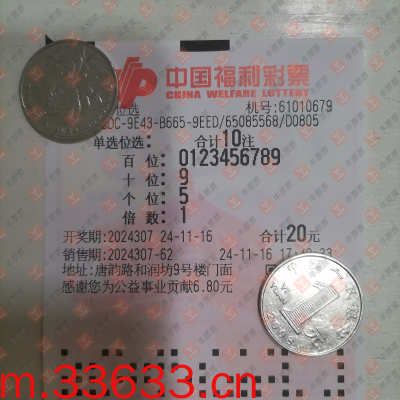 中国福利彩票
CHINA WELFARE LOTTERY
位选 机号:61010679
0C-9E43-B665-9EED/65085568/D0805
单选位选: 合计10注
百 位: 0123456789
十 位: 9
个 位: 5
倍 数: 1
开奖期:2024307 24-11-16 合计20元
销售期:2024307-62 24-11-16
地址:唐韵路和润坊9号楼门面
感谢您为公益事业贡献6.80元
m.33633.cn